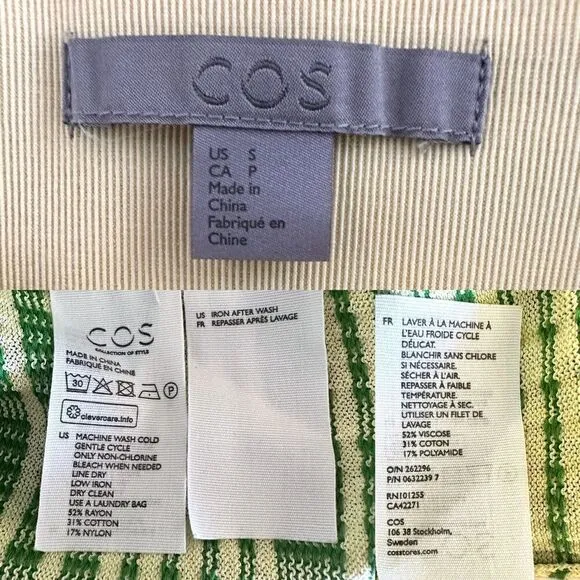 COS
US S
CA P
Made in
China
Fabriqué en
Chine
COS
COLLECTION OF STYLE
MADE IN CHINA
FABRIQUÉ EN CHINE
30
P
clevercare.info
US MACHINE WASH COLD
GENTLE CYCLE
ONLY NON-CHLORINE
BLEACH WHEN NEEDED
LINE DRY
LOW IRON
DRY CLEAN
USE A LAUNDRY BAG
52% RAYON
31% COTTON
17% NYLON
US IRON AFTER WASH
FR REPASSER APRÈS LAVAGE
FR LAVER À LA MACHINE À
L'EAU FROIDE CYCLE
DÉLICAT.
BLANCHIR SANS CHLORE
SI NÉCESSAIRE.
SÉCHER À L'AIR.
REPASSER À FAIBLE
TEMPÉRATURE.
NETTOYAGE À SEC.
UTILISER UN FILET DE
LAVAGE
52% VISCOSE
31% COTON
17% POLYAMIDE
O/N 262296
P/N 0632239 7
RN101255
CA42271
COS
106 38 Stockholm,
Sweden
cosstores.com